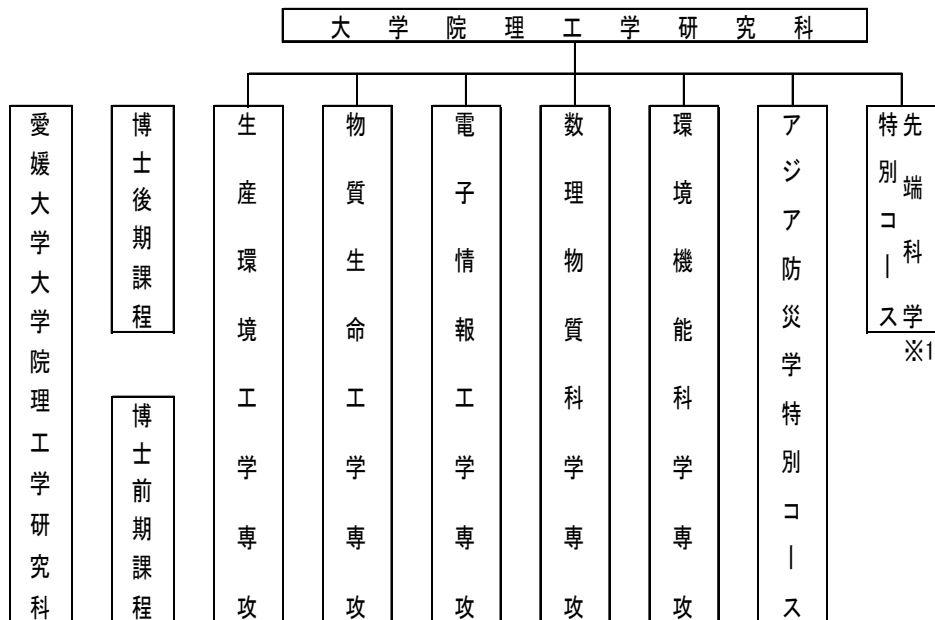 大学院理工学研究科
愛媛大学大学院理工学研究科
博士後期課程
博士前期課程
生産環境工学専攻
物質生命工学専攻
電子情報工学専攻
数理物質科学専攻
環境機能科学専攻
アジア防災学特別コース
先端科学
特別コース
※1